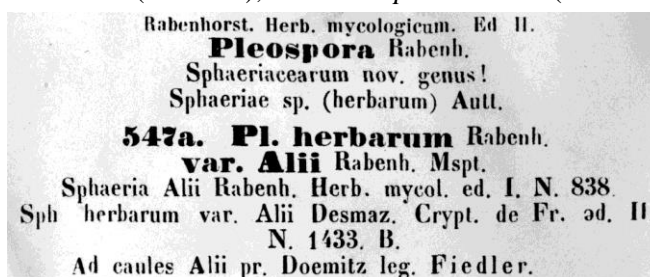 Rabenhorst. Herb. mycologicum. Ed II.
Pleospora Rabenh.
Sphaeriacearum nov. genus!
Sphaeriae sp. (herbarum) Autt.
547a. Pl. herbarum Rabenh.
var. Alii Rabenh. Mspt.
Sphaeria Alii Rabenh. Herb. mycol. ed. I. N. 838.
Sph herbarum var. Alii Desmaz. Crypt. de Fr. ed. II
N. 1433. B.
Ad caules Alii pr. Doemitz leg. Fiedler.